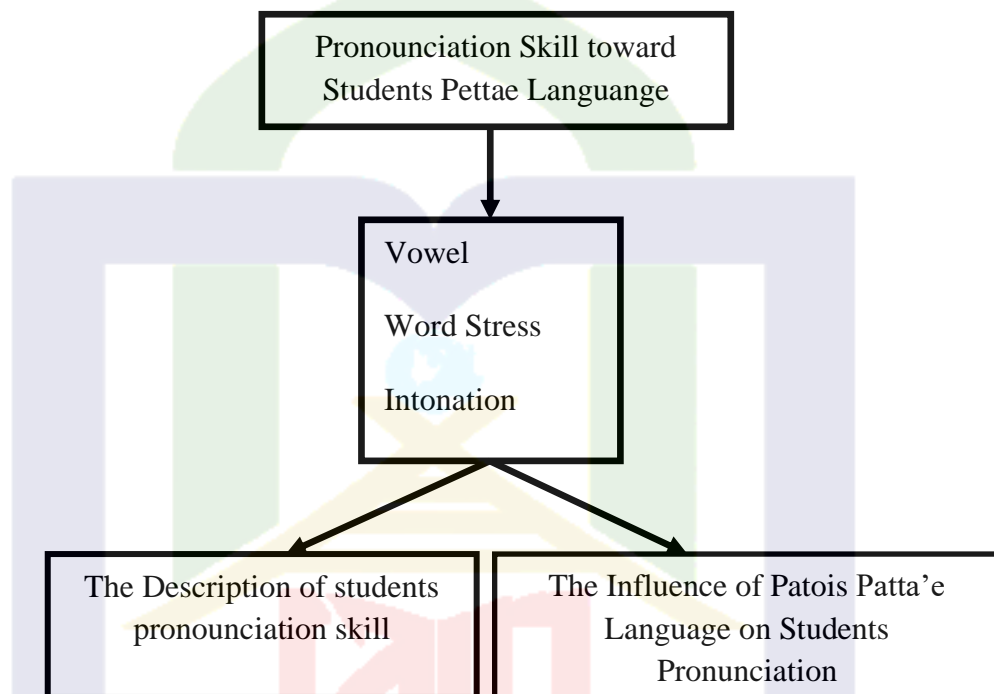 Pronounciation Skill toward
Students Pettae Languange
Vowel
Word Stress
Intonation
The Description of students
pronounciation skill
The Influence of Patois Patta’e
Language on Students
Pronunciation